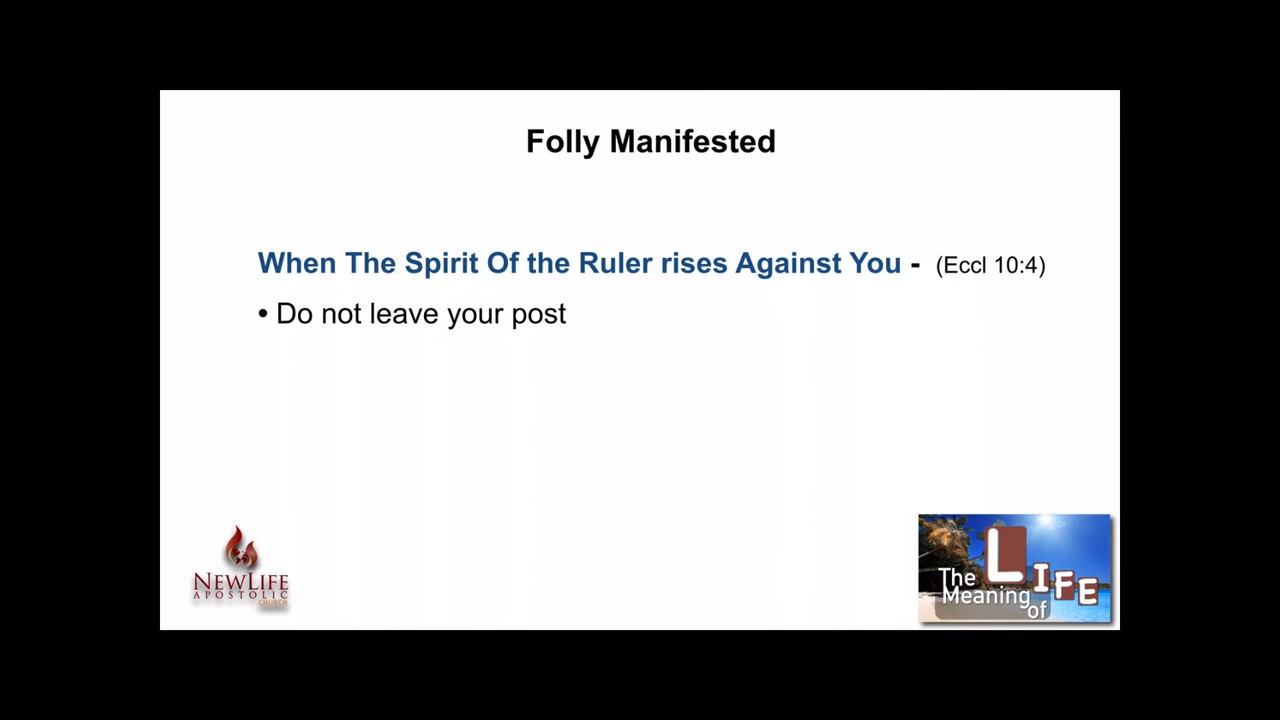 Folly Manifested
When The Spirit Of the Ruler rises Against You - (Eccl 10:4)
• Do not leave your post
NEWLIFE
APOSTOLIC
CHURCH
The
Meaning
of
LIFE